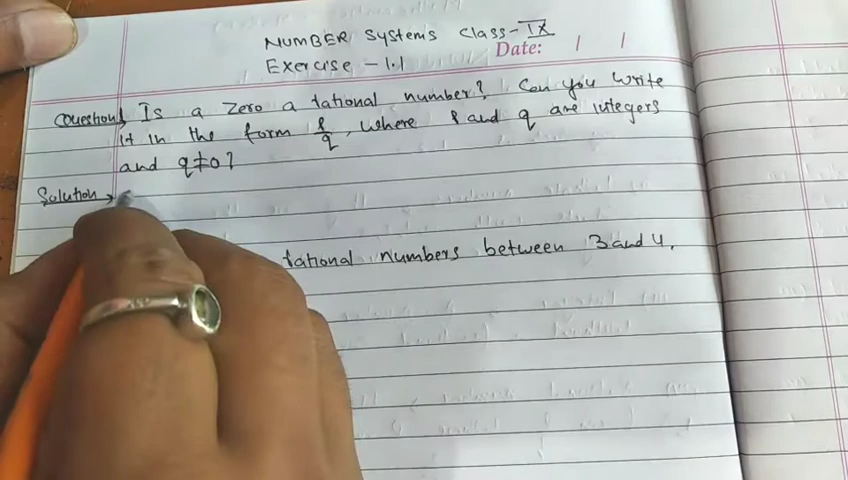 NUMBER Systems Class-IX
Date: / /
Exercise - 1.1
Question1 Is a zero a rational number? Can you write
it in the form p/q, where p and q are integers
and q≠0?
Solution →
rational numbers between 3 and 4.